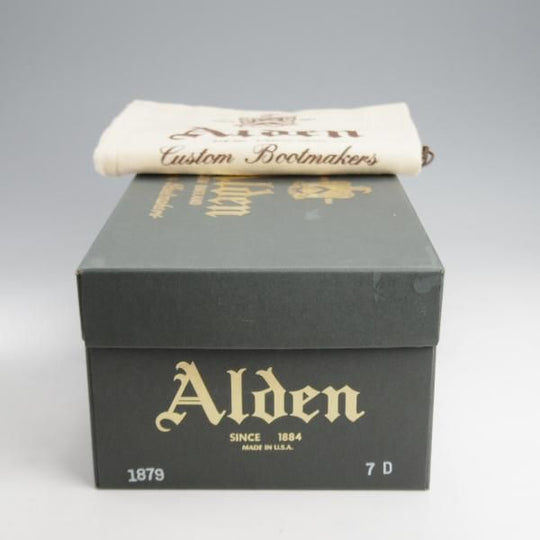 Alden
Custom Bootmakers
Alden
Alden
SINCE 1884
MADE IN U.S.A.
1879 7 D